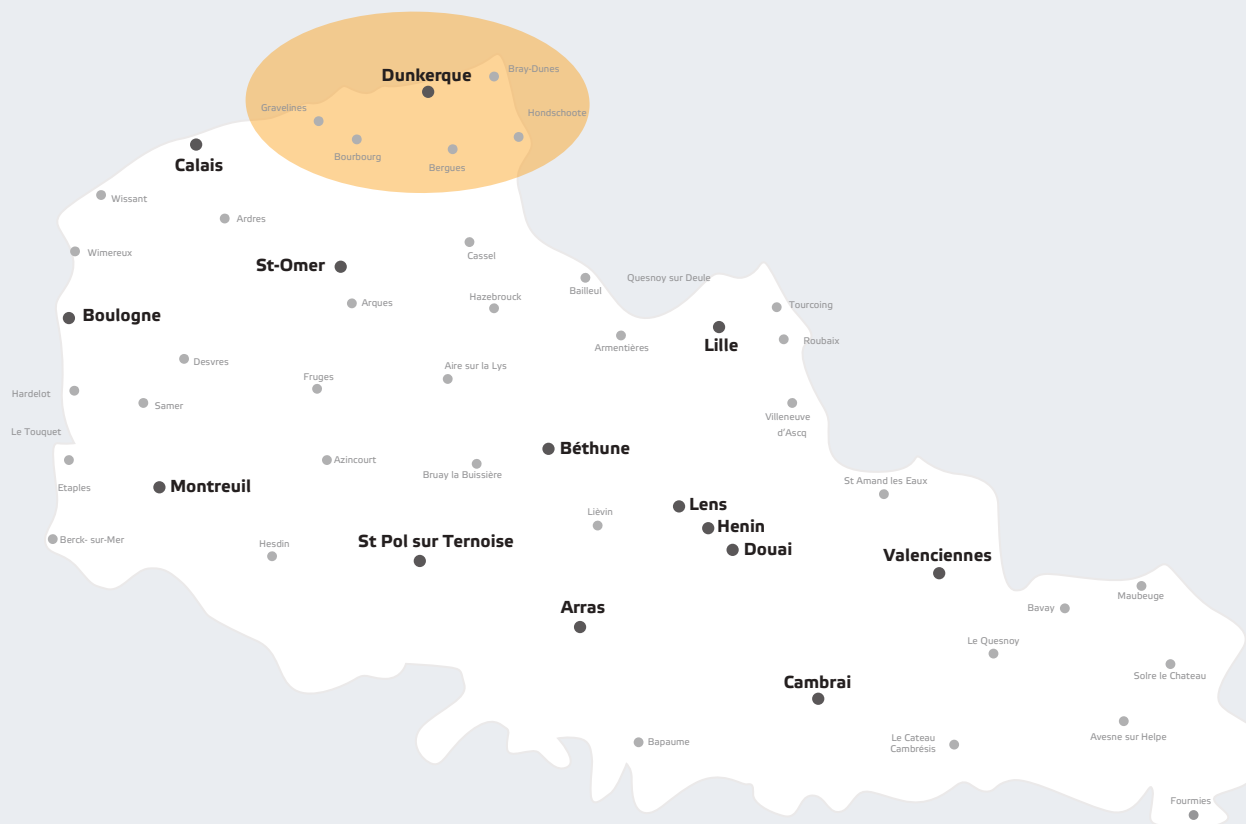 Bray-Dunes
Dunkerque
Gravelines
Hondschoote
Bourbourg
Bergues
Calais
Wissant
Ardres
Wimereux
Cassel
St-Omer
Quesnoy sur Deule
Bailleul
Hazebrouck
Arques
Tourcoing
Boulogne
Roubaix
Lille
Armentières
Desvres
Aire sur la Lys
Fruges
Hardelot
Samer
Villeneuve
d'Ascq
Le Touquet
Béthune
Azincourt
Bruay la Buissière
St Amand les Eaux
Etaples
Montreuil
Lens
Lièvin
Henin
Berck- sur-Mer
Hesdin
St Pol sur Ternoise
Douai
Valenciennes
Maubeuge
Arras
Bavay
Le Quesnoy
Solre le Chateau
Cambrai
Bapaume
Le Cateau
Cambrésis
Avesne sur Helpe
Fourmies